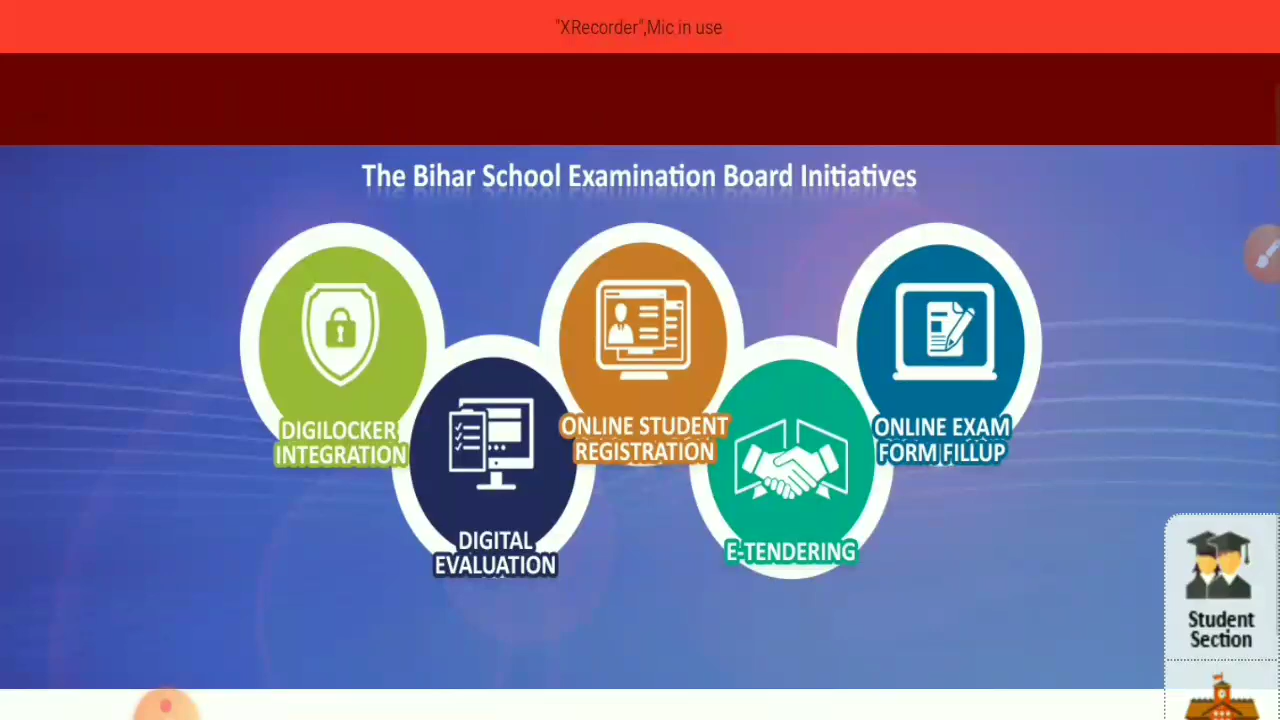 "XRecorder",Mic in use
The Bihar School Examination Board Initiatives
DIGILOCKER
INTEGRATION
DIGITAL
EVALUATION
ONLINE STUDENT
REGISTRATION
E-TENDERING
ONLINE EXAM
FORM FILLUP
Student
Section